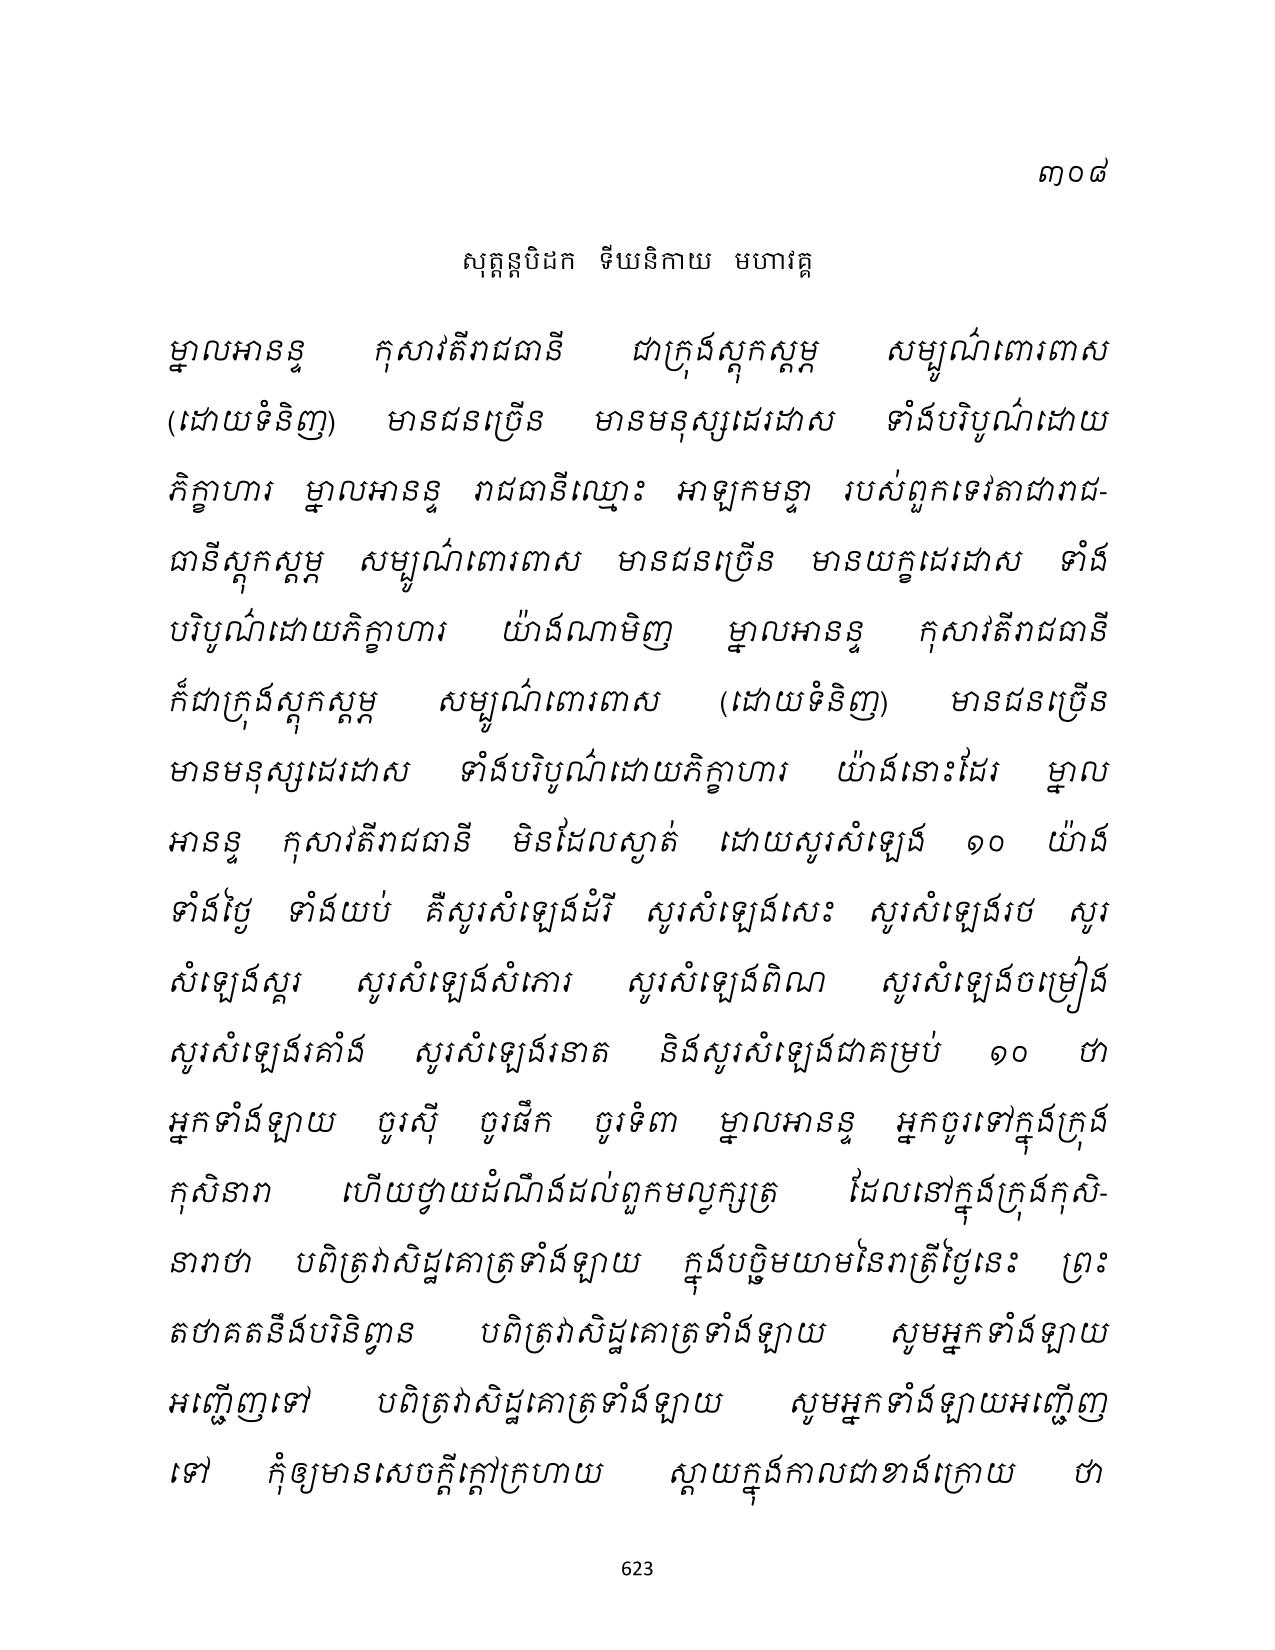 ៣០៨
សុត្តន្តបិដក ទីឃនិកាយ មហាវគ្គ
ម្នាលអានន្ទ កុសាវតីរាជធានី ជាក្រុងស្តុកស្តម្ភ សម្បូណ៌ពោរពាស
(ដោយទំនិញ) មានជនច្រើន មានមនុស្សដេរដាស ទាំងបរិបូណ៌ដោយ
ភិក្ខាហារ ម្នាលអានន្ទ រាជធានីឈ្មោះ អាឡកមន្ទា របស់ពួកទេវតាជារាជ-
ធានីស្តុកស្តម្ភ សម្បូណ៌ពោរពាស មានជនច្រើន មានយក្ខដេរដាស ទាំង
បរិបូណ៌ដោយភិក្ខាហារ យ៉ាងណាមិញ ម្នាលអានន្ទ កុសាវតីរាជធានី
ក៏ជាក្រុងស្តុកស្តម្ភ សម្បូណ៌ពោរពាស (ដោយទំនិញ) មានជនច្រើន
មានមនុស្សដេរដាស ទាំងបរិបូណ៌ដោយភិក្ខាហារ យ៉ាងនោះដែរ ម្នាល
អានន្ទ កុសាវតីរាជធានី មិនដែលស្ងាត់ ដោយសូរសំឡេង ១០ យ៉ាង
ទាំងថ្ងៃ ទាំងយប់ គឺសូរសំឡេងដំរី សូរសំឡេងសេះ សូរសំឡេងរថ សូរ
សំឡេងស្គរ សូរសំឡេងសំភោរ សូរសំឡេងពិណ សូរសំឡេងចម្រៀង
សូរសំឡេងរគាំង សូរសំឡេងរនាត និងសូរសំឡេងជាគម្រប់ ១០ ថា
អ្នកទាំងឡាយ ចូរស៊ី ចូរផឹក ចូរទំពា ម្នាលអានន្ទ អ្នកចូរទៅក្នុងក្រុង
កុសិនារា ហើយថ្វាយដំណឹងដល់ពួកមល្លក្សត្រ ដែលនៅក្នុងក្រុងកុសិ-
នារាថា បពិត្រវាសិដ្ឋគោត្រទាំងឡាយ ក្នុងបច្ឆិមយាមនៃរាត្រីថ្ងៃនេះ ព្រះ
តថាគតនឹងបរិនិព្វាន បពិត្រវាសិដ្ឋគោត្រទាំងឡាយ សូមអ្នកទាំងឡាយ
អញ្ជើញទៅ បពិត្រវាសិដ្ឋគោត្រទាំងឡាយ សូមអ្នកទាំងឡាយអញ្ជើញ
ទៅ កុំឲ្យមានសេចក្តីក្តៅក្រហាយ ស្តាយក្នុងកាលជាខាងក្រោយ ថា
623